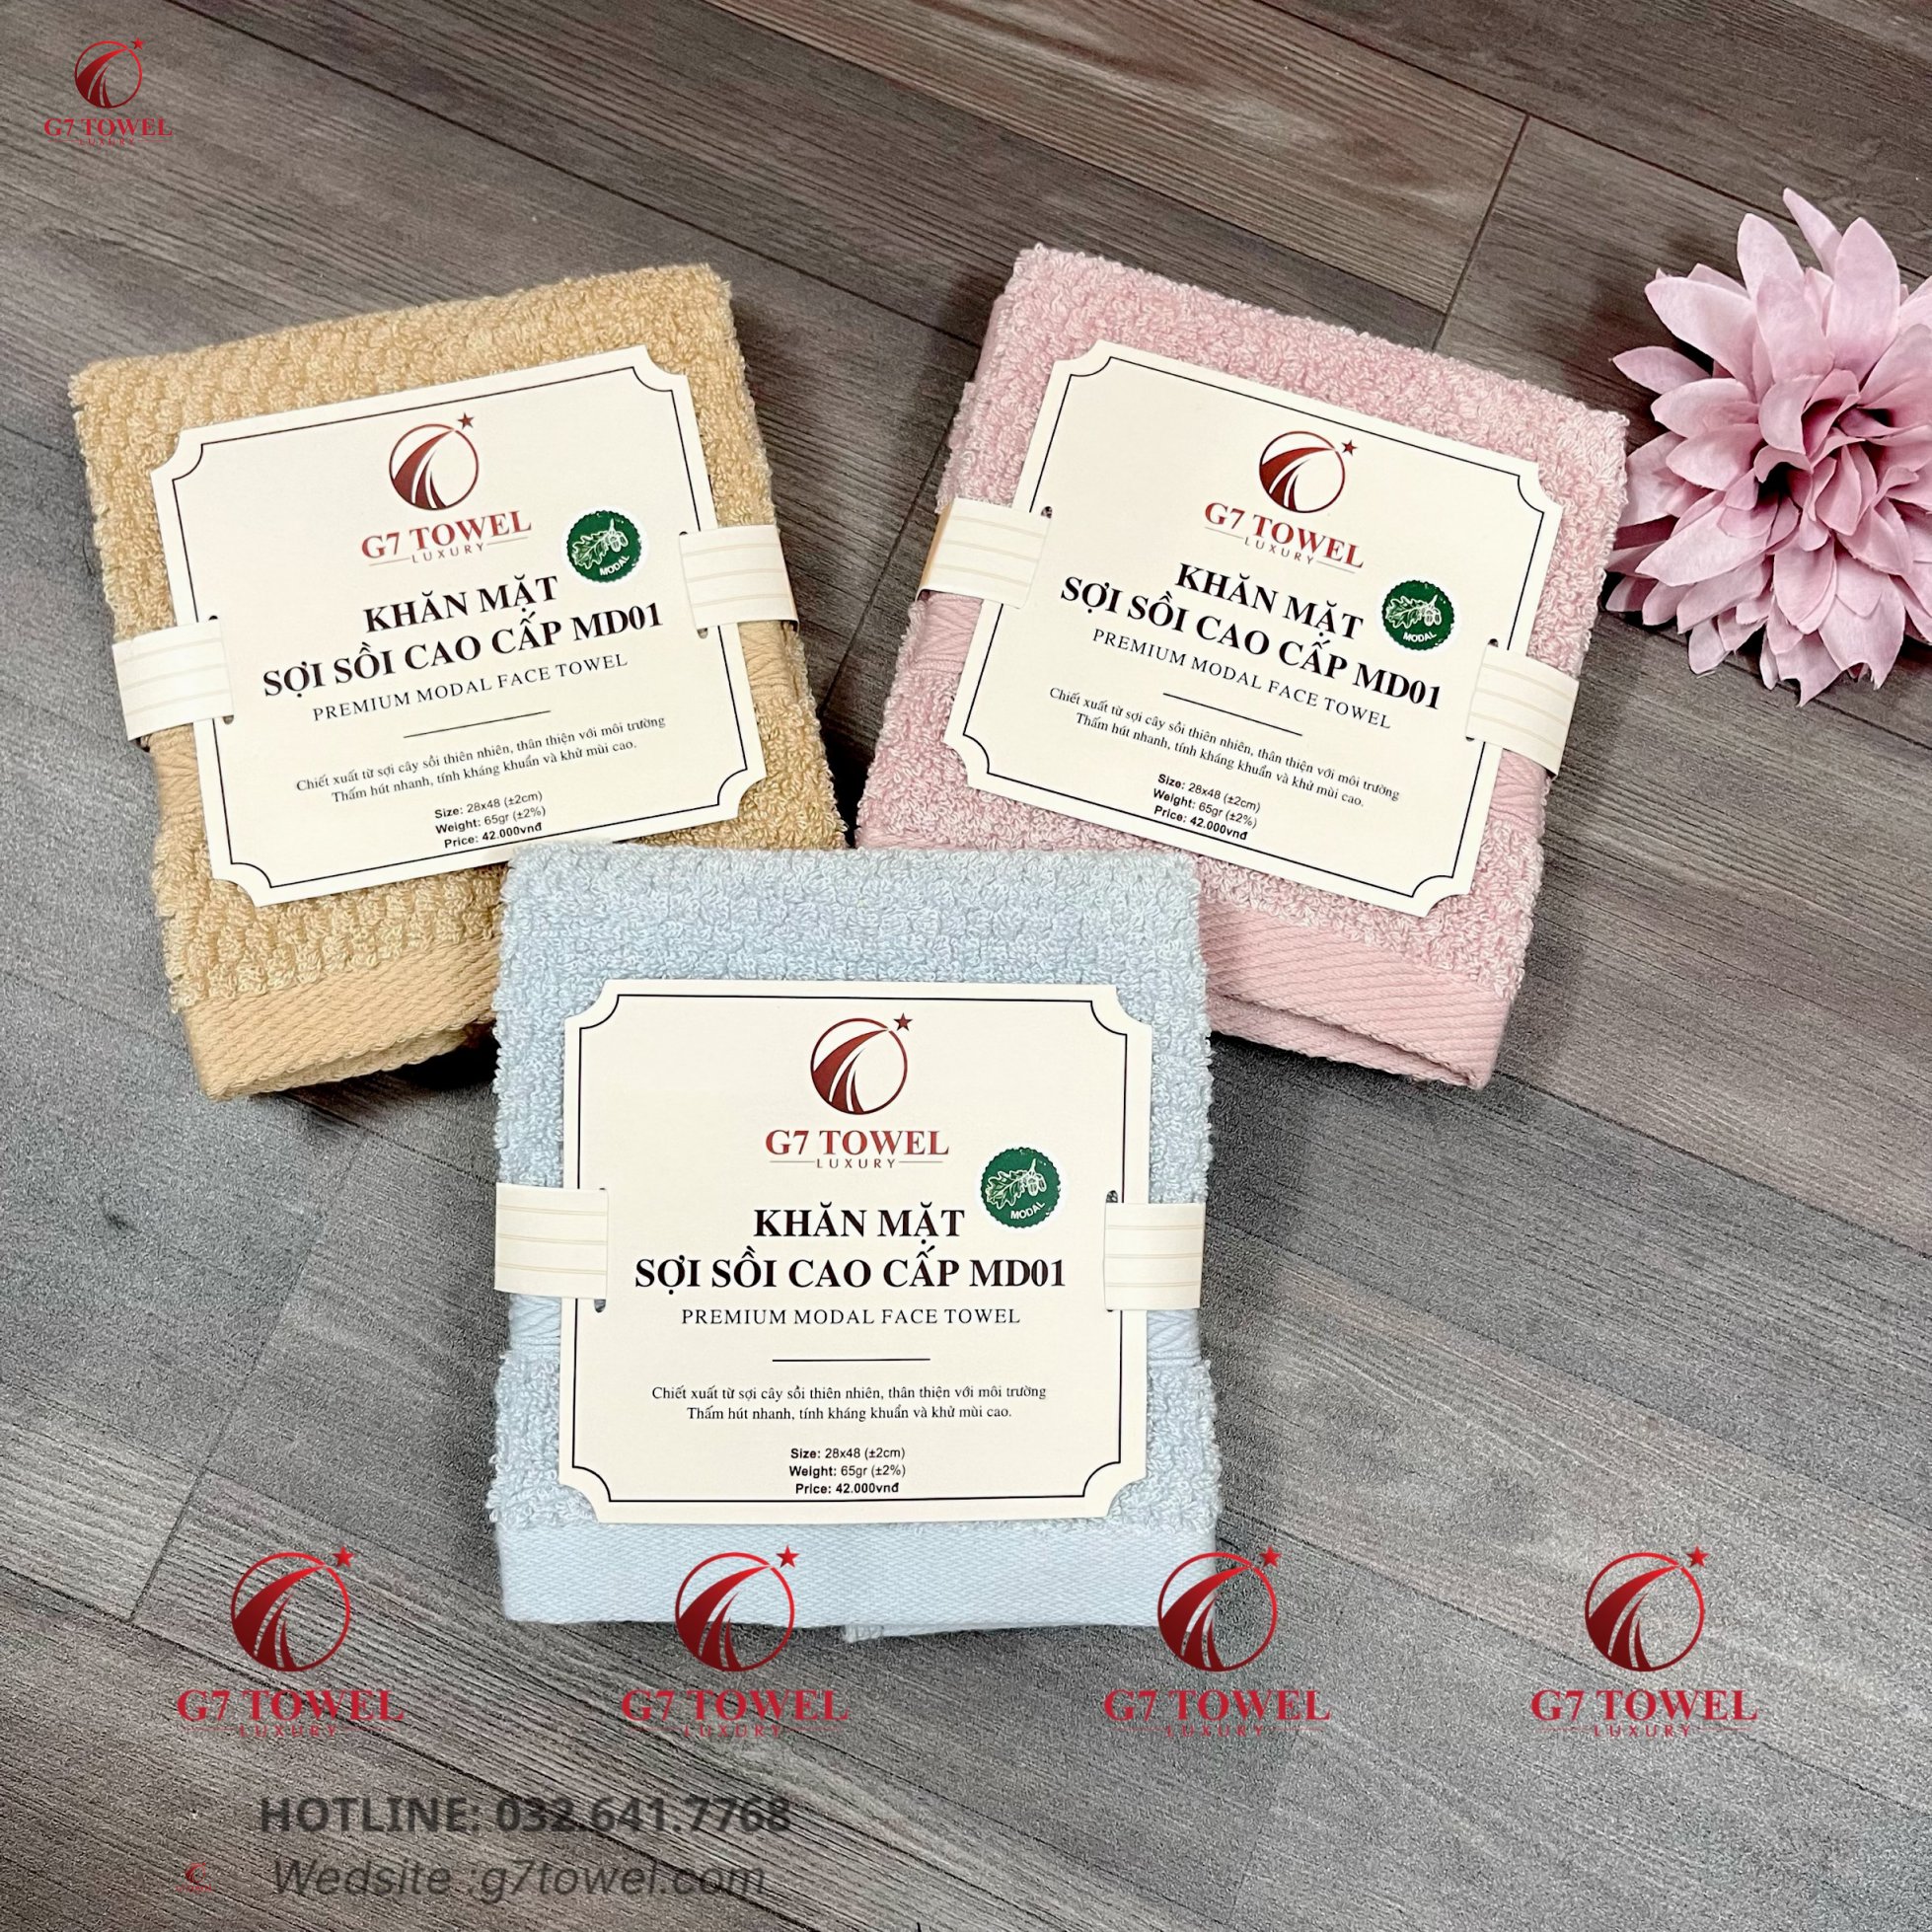 G7 TOWEL
LUXURY
G7 TOWEL
LUXURY
MODAL
KHĂN MẶT
SỢI SỒI CAO CẤP MD01
PREMIUM MODAL FACE TOWEL
Chiết xuất từ sợi cây sồi thiên nhiên, thân thiện với môi trường
Thấm hút nhanh, tính kháng khuẩn và khử mùi cao.
Size: 28x48 (±2cm)
Weight: 65gr (±2%)
Price: 42.000vnđ
G7 TOWEL
LUXURY
MODAL
KHĂN MẶT
SỢI SỒI CAO CẤP MD01
PREMIUM MODAL FACE TOWEL
Chiết xuất từ sợi cây sồi thiên nhiên, thân thiện với môi trường
Thấm hút nhanh, tính kháng khuẩn và khử mùi cao.
Size: 28x48 (±2cm)
Weight: 65gr (±2%)
Price: 42.000vnđ
G7 TOWEL
LUXURY
MODAL
KHĂN MẶT
SỢI SỒI CAO CẤP MD01
PREMIUM MODAL FACE TOWEL
Chiết xuất từ sợi cây sồi thiên nhiên, thân thiện với môi trường
Thấm hút nhanh, tính kháng khuẩn và khử mùi cao.
Size: 28x48 (±2cm)
Weight: 65gr (±2%)
Price: 42.000vnđ
G7 TOWEL
LUXURY
G7 TOWEL
LUXURY
G7 TOWEL
LUXURY
G7 TOWEL
LUXURY
HOTLINE: 032.641.7768
Wedsite :g7towel.com